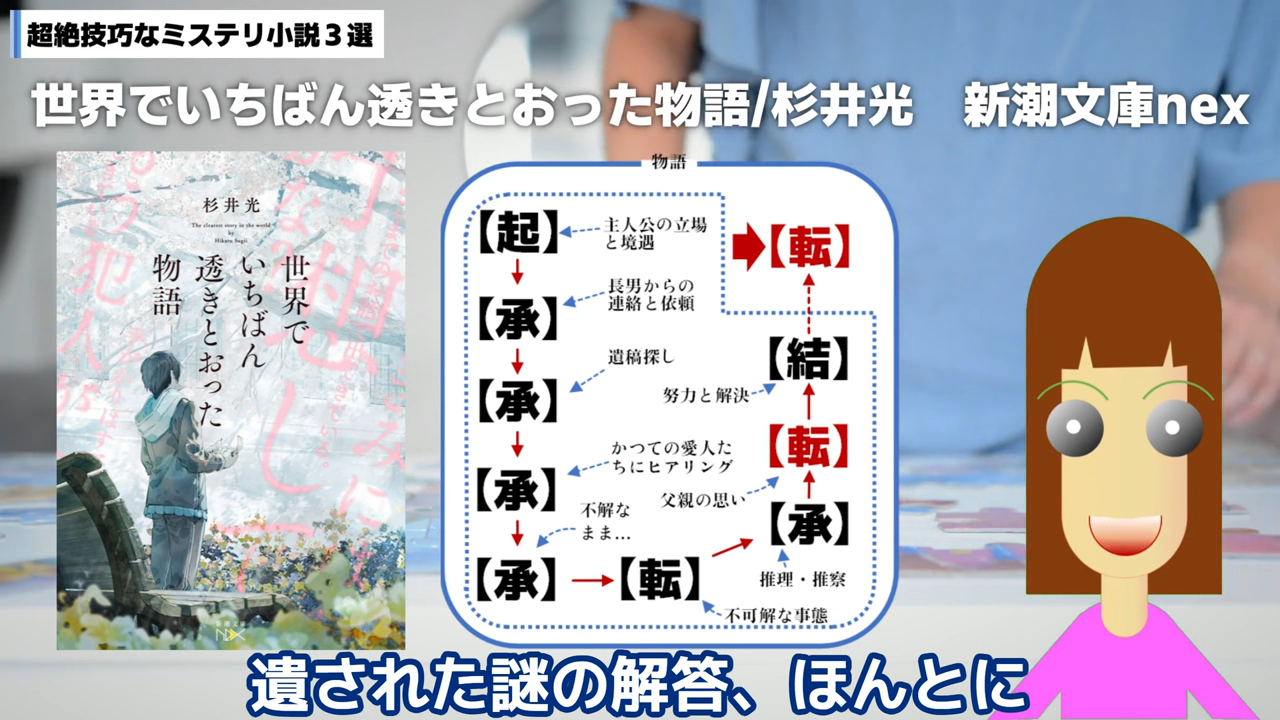 超絶技巧なミステリ小説３選
世界でいちばん透きとおった物語/杉井光　新潮文庫nex
杉井光
The clearest story in the world
by
Hikaru Sugii
世界で
いちばん
透きとおった
物語
新潮文庫
nex
物語
【起】
主人公の立場
と境遇
【承】
長男からの
連絡と依頼
【承】
遺稿探し
【承】
かつての愛人た
ちにヒアリング
【承】
不解な
まま…
【転】
不可解な事態
【承】
推理・推察
【転】
父親の思い
【結】
努力と解決
【転】
遺された謎の解答、ほんとに